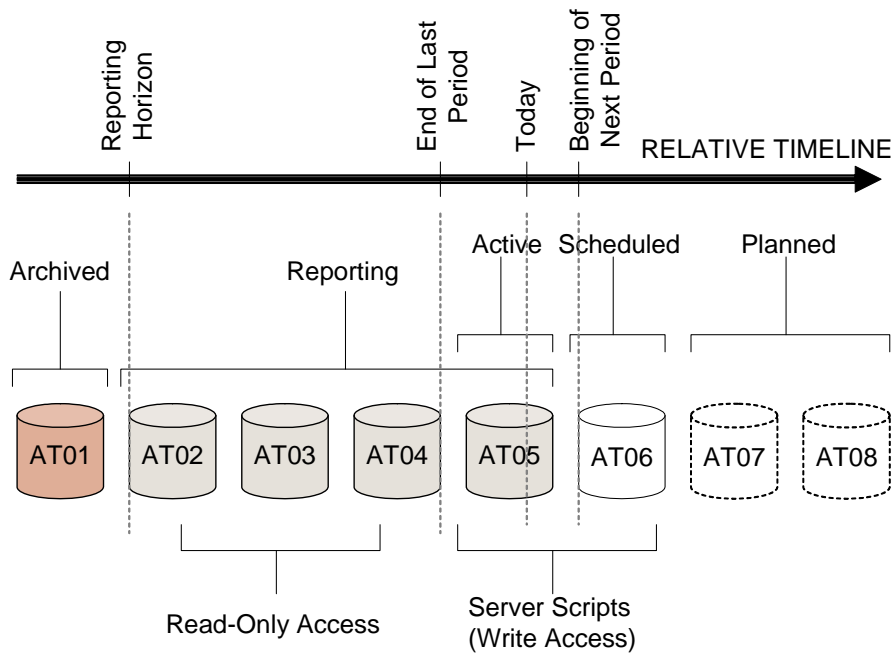 Reporting
Horizon
End of Last
Period
Today
Beginning of
Next Period
RELATIVE TIMELINE
Archived
Reporting
Active
Scheduled
Planned
AT01
AT02
AT03
AT04
AT05
AT06
AT07
AT08
Read-Only Access
Server Scripts
(Write Access)